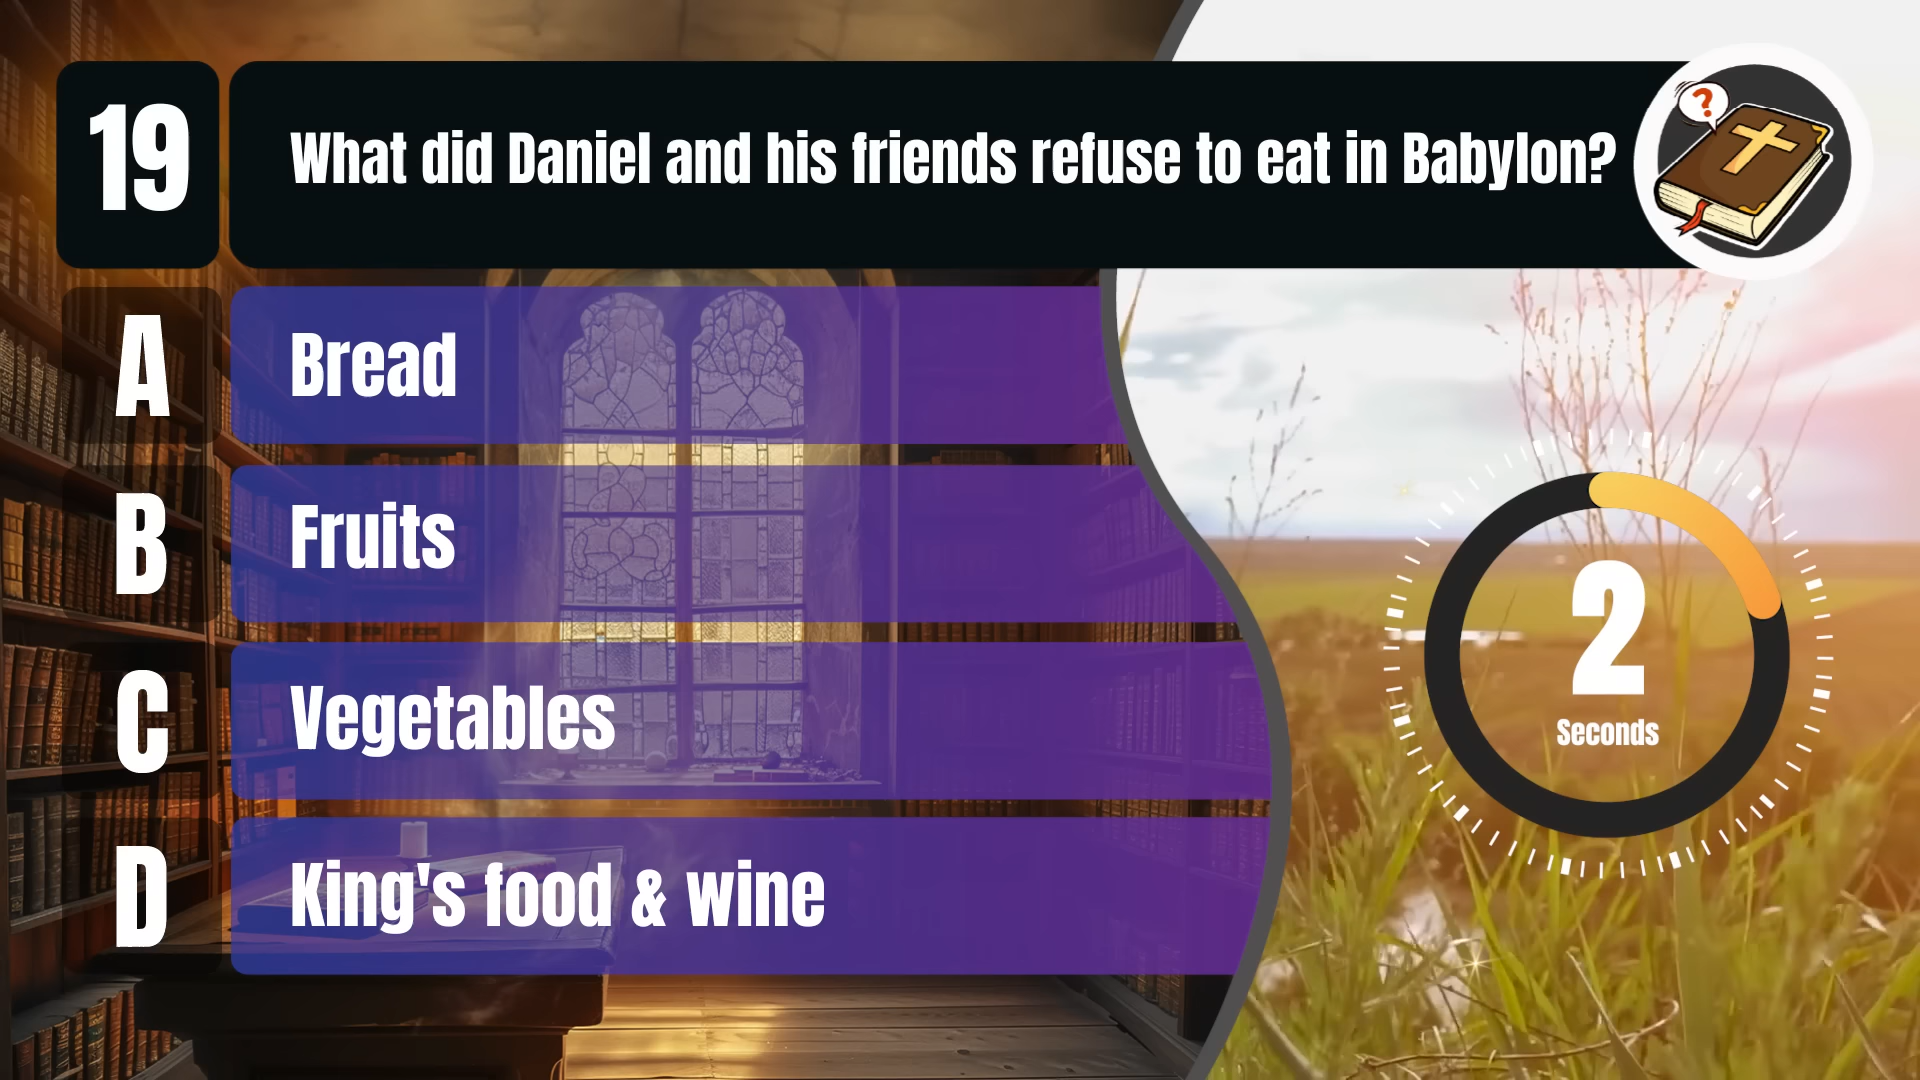 19
What did Daniel and his friends refuse to eat in Babylon?
?
A
Bread
B
Fruits
C
Vegetables
D
King's food & wine
2
Seconds